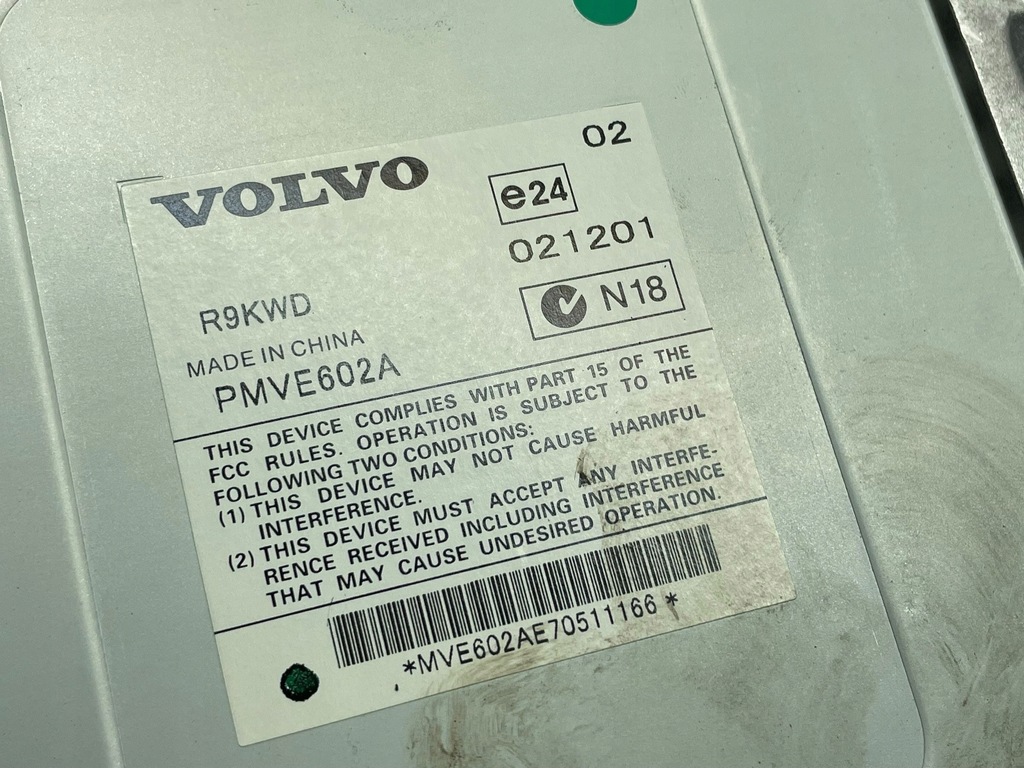 VOLVO
02
e24
021201
N18
R9KWD
MADE IN CHINA
PMVE602A
THIS DEVICE COMPLIES WITH PART 15 OF THE
FCC RULES. OPERATION IS SUBJECT TO THE
FOLLOWING TWO CONDITIONS:
(1) THIS DEVICE MAY NOT CAUSE HARMFUL
INTERFERENCE.
(2) THIS DEVICE MUST ACCEPT ANY INTERFE-
RENCE RECEIVED INCLUDING INTERFERENCE
THAT MAY CAUSE UNDESIRED OPERATION.
*MVE602AE70511166*